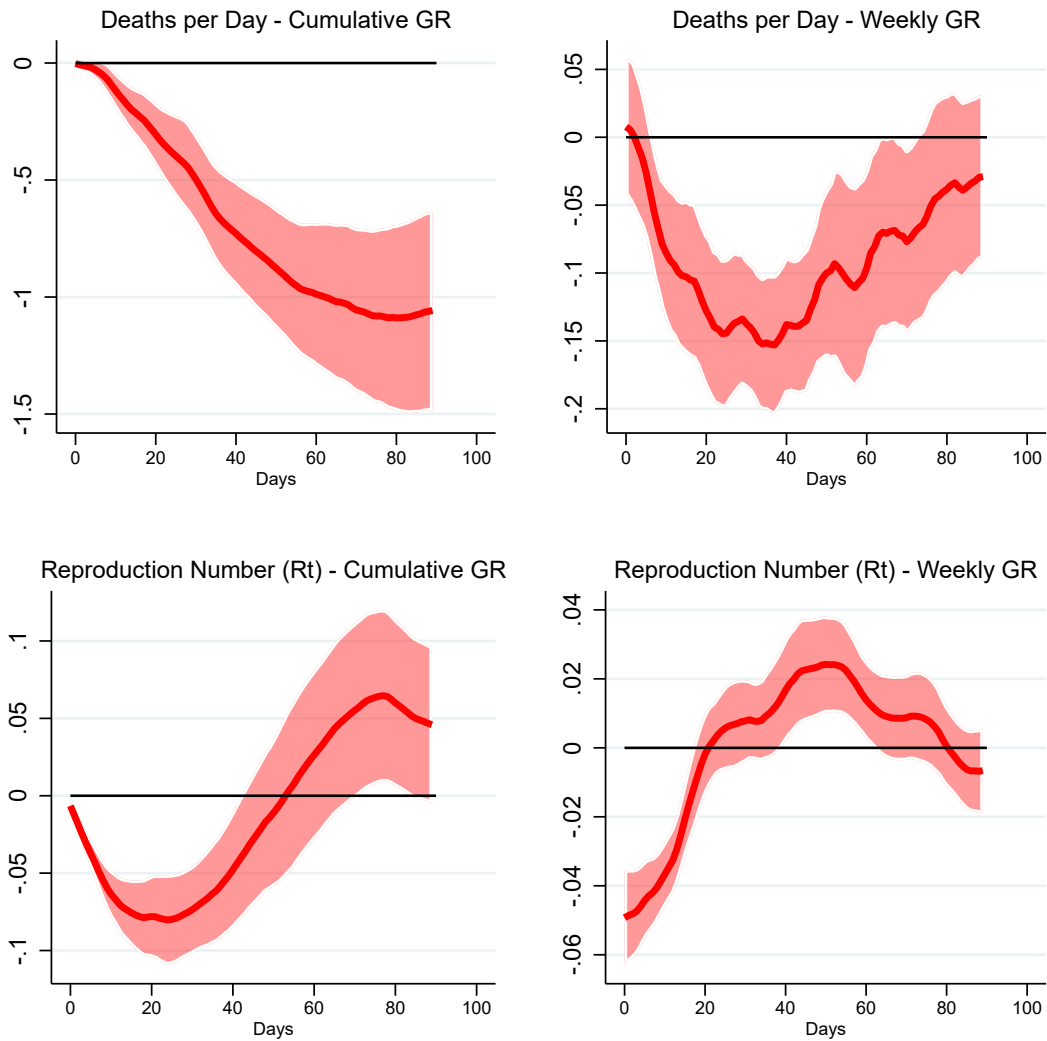 Deaths per Day - Cumulative GR
0
-.5
-1
-1.5
0 20 40 60 80 100
Days
Deaths per Day - Weekly GR
.05
0
-.05
-.1
-.15
-.2
0 20 40 60 80 100
Days
Reproduction Number (Rt) - Cumulative GR
.1
.05
0
-.05
-.1
0 20 40 60 80 100
Days
Reproduction Number (Rt) - Weekly GR
.04
.02
0
-.02
-.04
-.06
0 20 40 60 80 100
Days